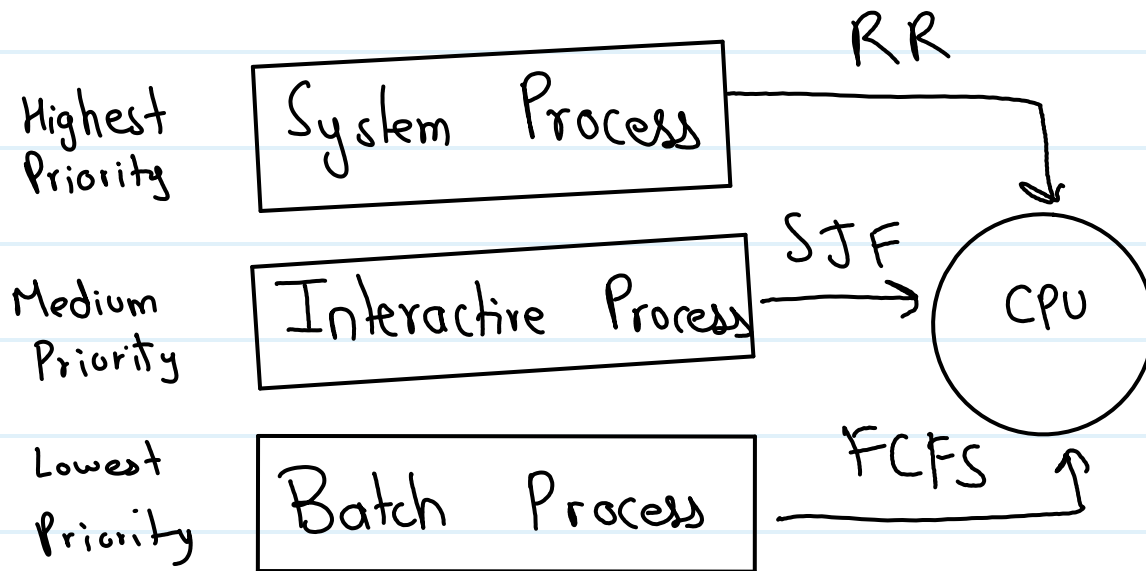 RR
Highest
Priority
System Process
SJF
Medium
Priority
Interactive Process
CPU
Lowest
Priority
Batch Process
FCFS